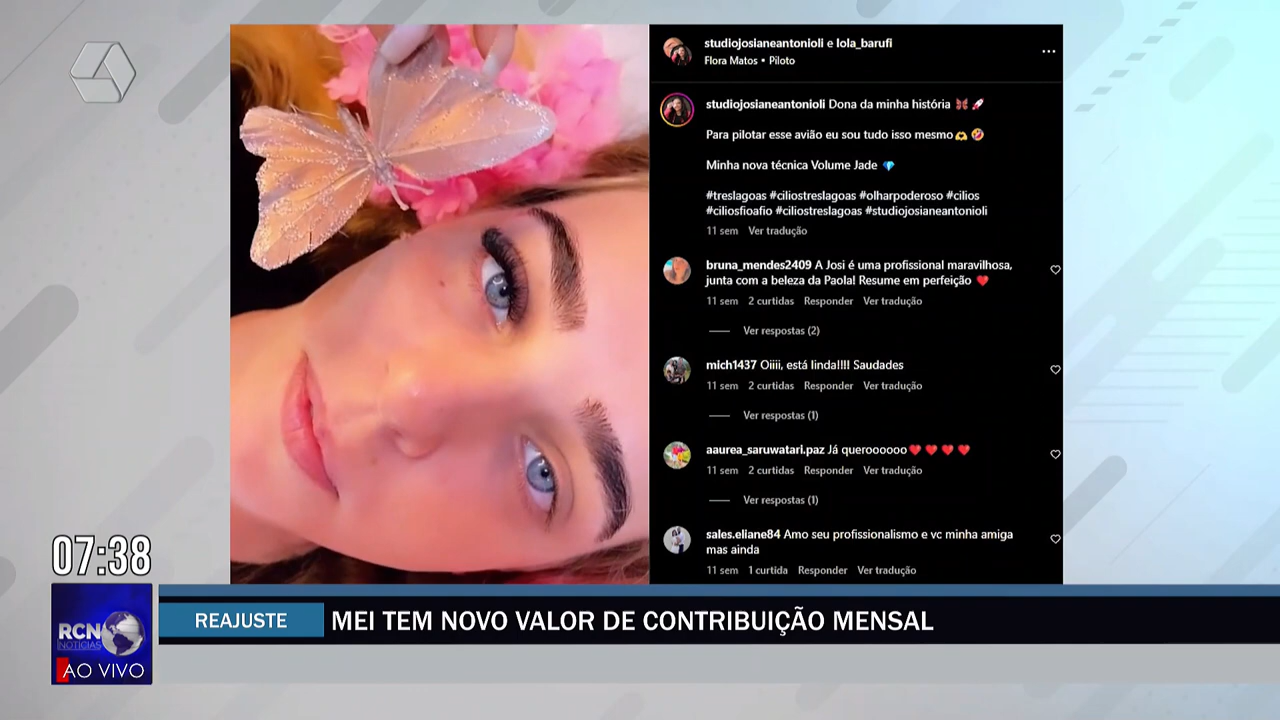 studiojosianeantonioli e lola_barufi
Flora Matos • Piloto
studiojosianeantonioli Dona da minha história 🦋 🚀
Para pilotar esse avião eu sou tudo isso mesmo🫶 🤣
Minha nova técnica Volume Jade 💎
#treslagoas #ciliostreslagoas #olharpoderoso #cilios
#ciliosfioafio #ciliostreslagoas #studiojosianeantonioli
11 sem Ver tradução
bruna_mendes2409 A Josi é uma profissional maravilhosa,
junta com a beleza da Paola! Resume em perfeição ❤️
11 sem 2 curtidas Responder Ver tradução
Ver respostas (2)
mich1437 Oiiii, está linda!!!! Saudades
11 sem 2 curtidas Responder Ver tradução
Ver respostas (1)
aaurea_saruwatari.paz Já queroooooo❤️ ❤️ ❤️ ❤️
11 sem 2 curtidas Responder Ver tradução
Ver respostas (1)
sales.eliane84 Amo seu profissionalismo e vc minha amiga
mas ainda
11 sem 1 curtida Responder Ver tradução
07:38
RCN
NOTÍCIAS
AO VIVO
REAJUSTE
MEI TEM NOVO VALOR DE CONTRIBUIÇÃO MENSAL